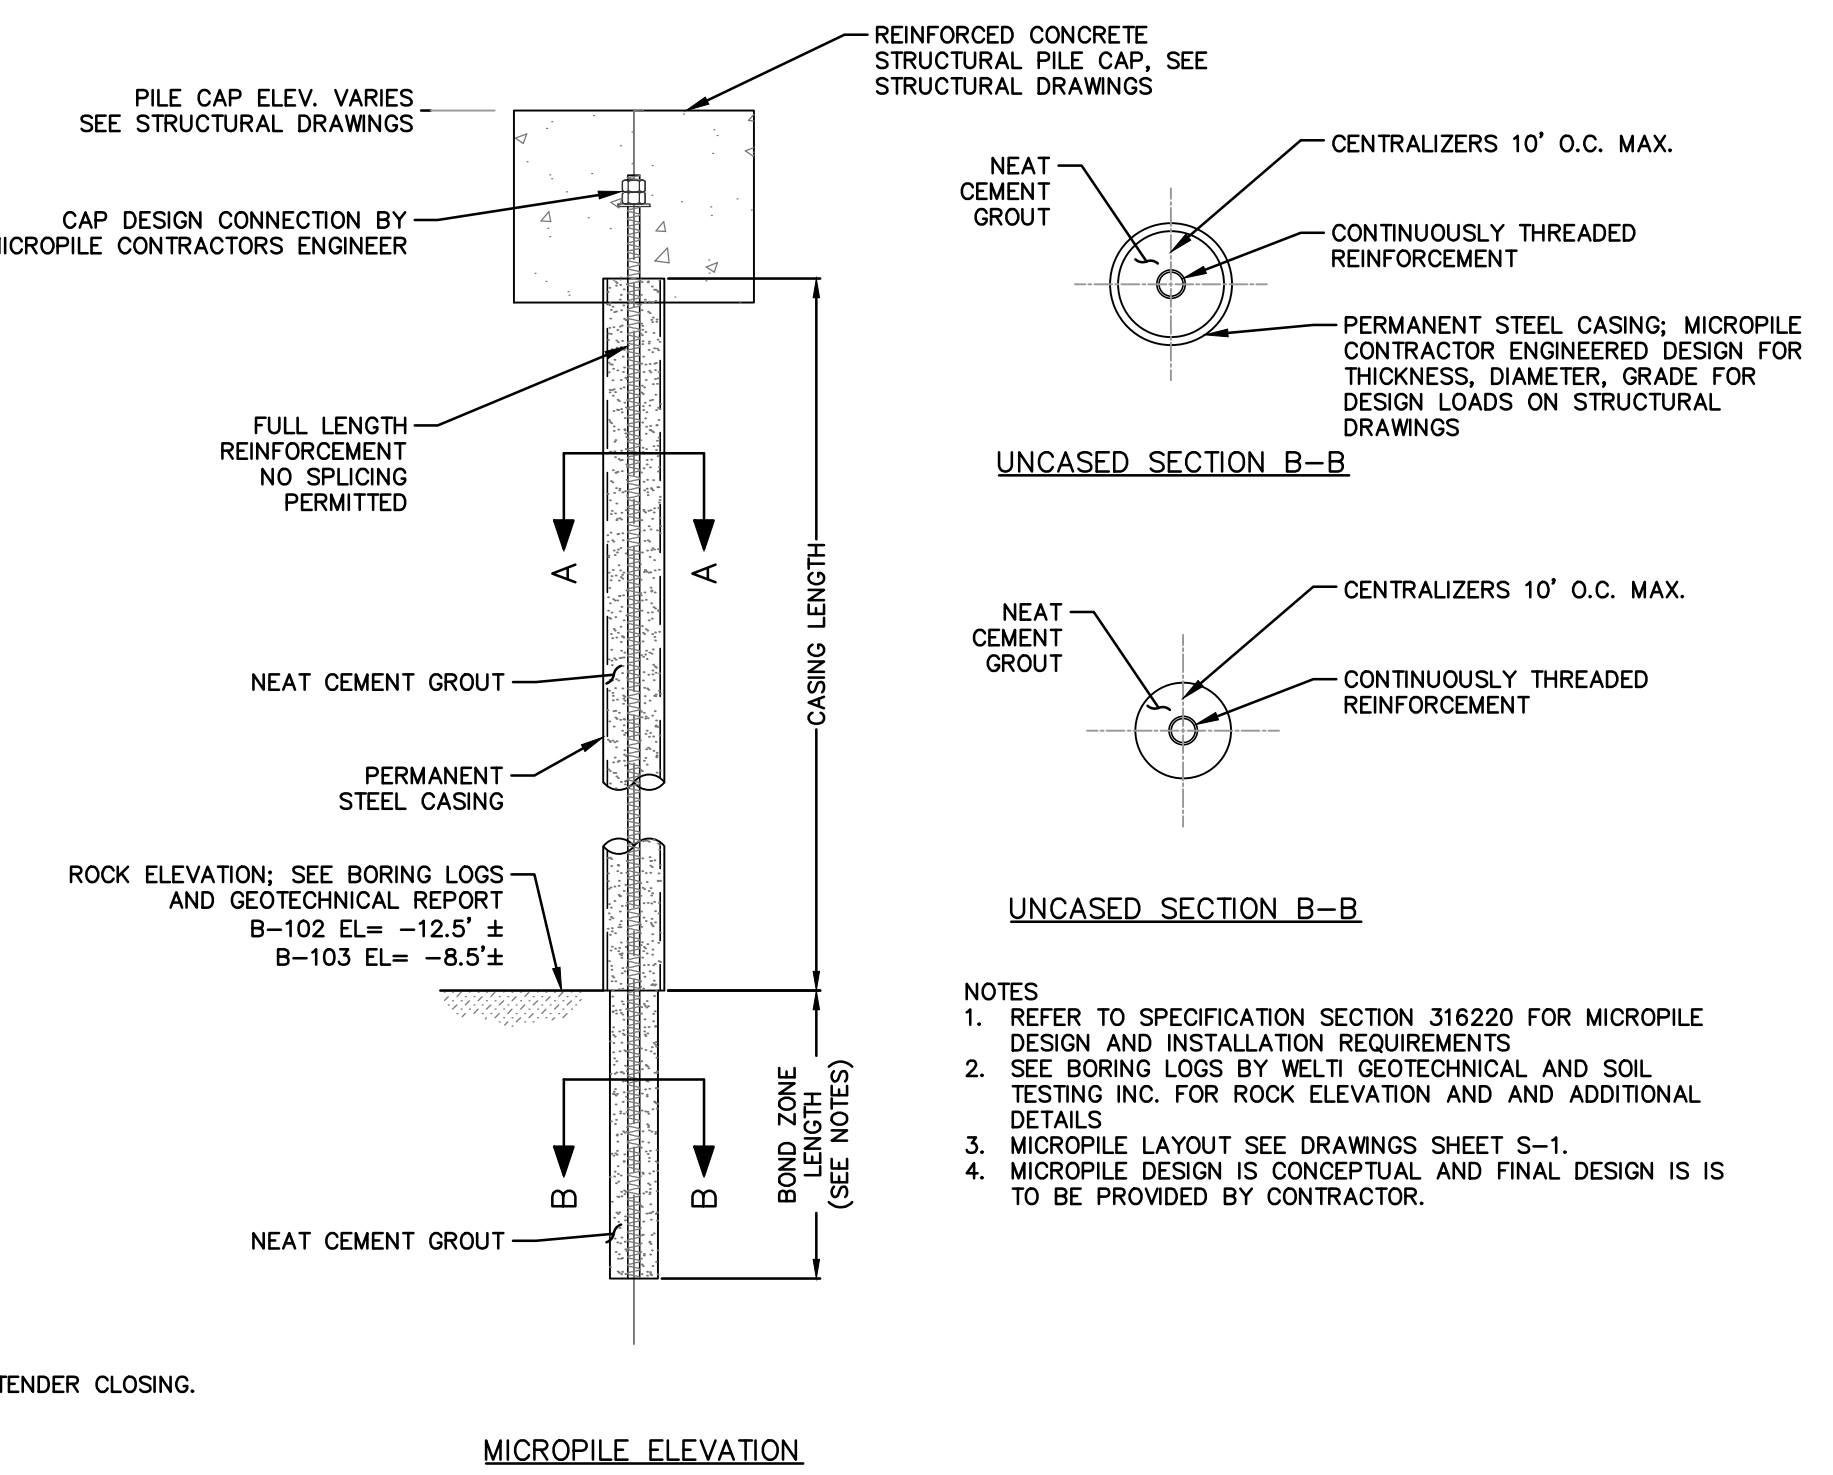 REINFORCED CONCRETE
STRUCTURAL PILE CAP, SEE
STRUCTURAL DRAWINGS
PILE CAP ELEV. VARIES
SEE STRUCTURAL DRAWINGS
CAP DESIGN CONNECTION BY
MICROPILE CONTRACTORS ENGINEER
FULL LENGTH
REINFORCEMENT
NO SPLICING
PERMITTED
A A
NEAT CEMENT GROUT
PERMANENT
STEEL CASING
CASING LENGTH
ROCK ELEVATION; SEE BORING LOGS
AND GEOTECHNICAL REPORT
B-102 EL= -12.5' ±
B-103 EL= -8.5'±
BOND ZONE
LENGTH
(SEE NOTES)
B B
NEAT CEMENT GROUT
TENDER CLOSING.
MICROPILE ELEVATION
NEAT
CEMENT
GROUT
CENTRALIZERS 10' O.C. MAX.
CONTINUOUSLY THREADED
REINFORCEMENT
PERMANENT STEEL CASING; MICROPILE
CONTRACTOR ENGINEERED DESIGN FOR
THICKNESS, DIAMETER, GRADE FOR
DESIGN LOADS ON STRUCTURAL
DRAWINGS
UNCASED SECTION B-B
NEAT
CEMENT
GROUT
CENTRALIZERS 10' O.C. MAX.
CONTINUOUSLY THREADED
REINFORCEMENT
UNCASED SECTION B-B
NOTES
1. REFER TO SPECIFICATION SECTION 316220 FOR MICROPILE
DESIGN AND INSTALLATION REQUIREMENTS
2. SEE BORING LOGS BY WELTI GEOTECHNICAL AND SOIL
TESTING INC. FOR ROCK ELEVATION AND AND ADDITIONAL
DETAILS
3. MICROPILE LAYOUT SEE DRAWINGS SHEET S-1.
4. MICROPILE DESIGN IS CONCEPTUAL AND FINAL DESIGN IS IS
TO BE PROVIDED BY CONTRACTOR.